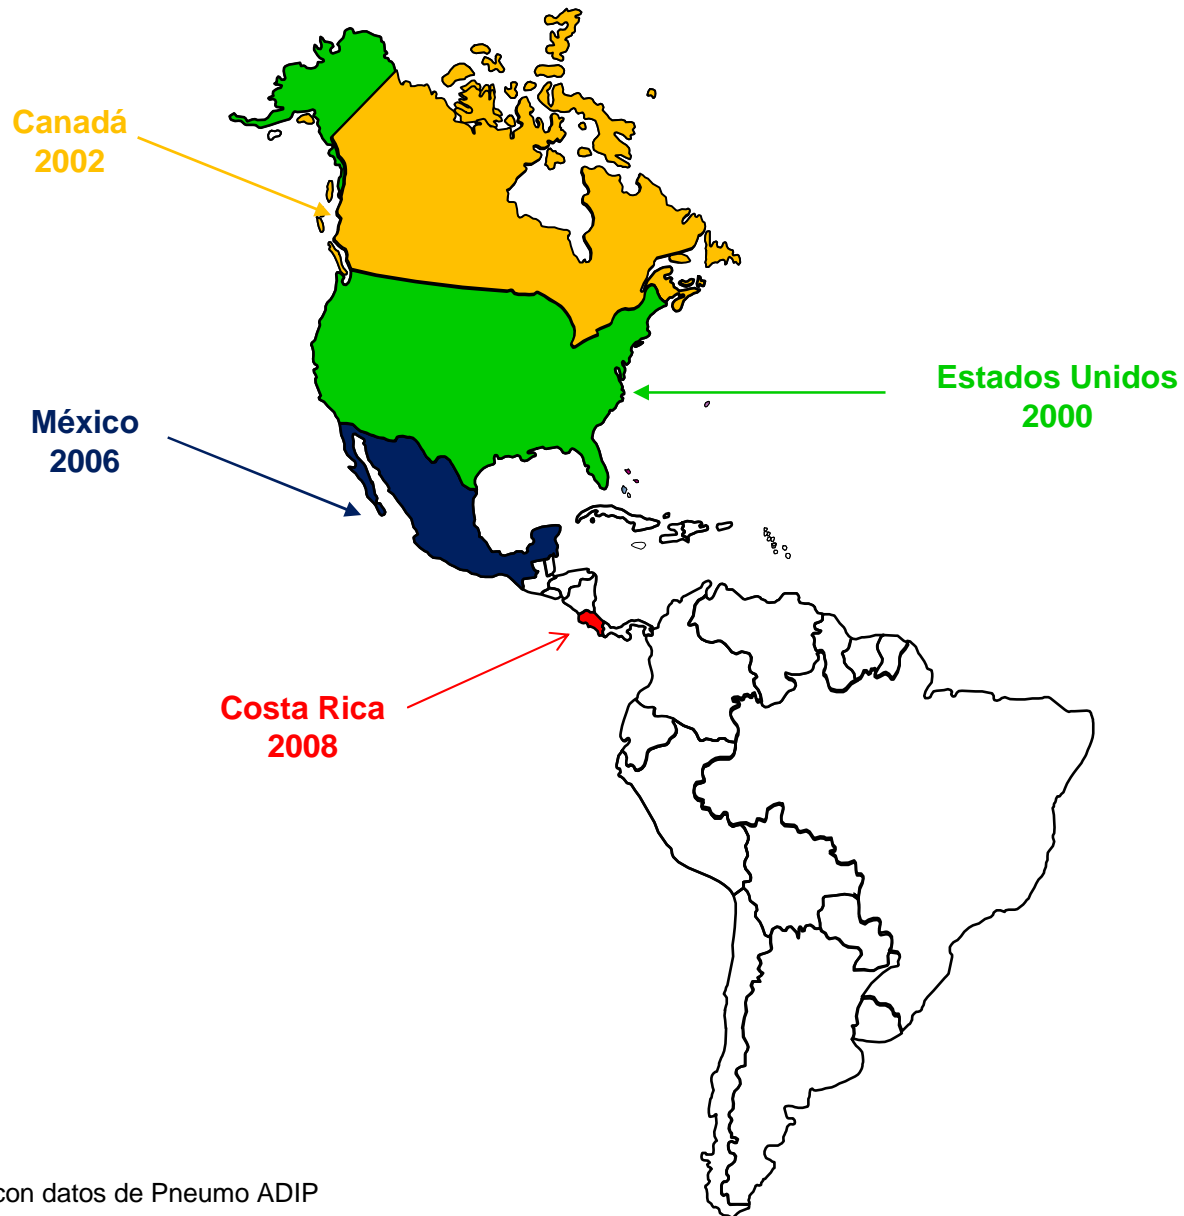 Canadá
2002
Estados Unidos
2000
México
2006
Costa Rica
2008
con datos de Pneumo ADIP